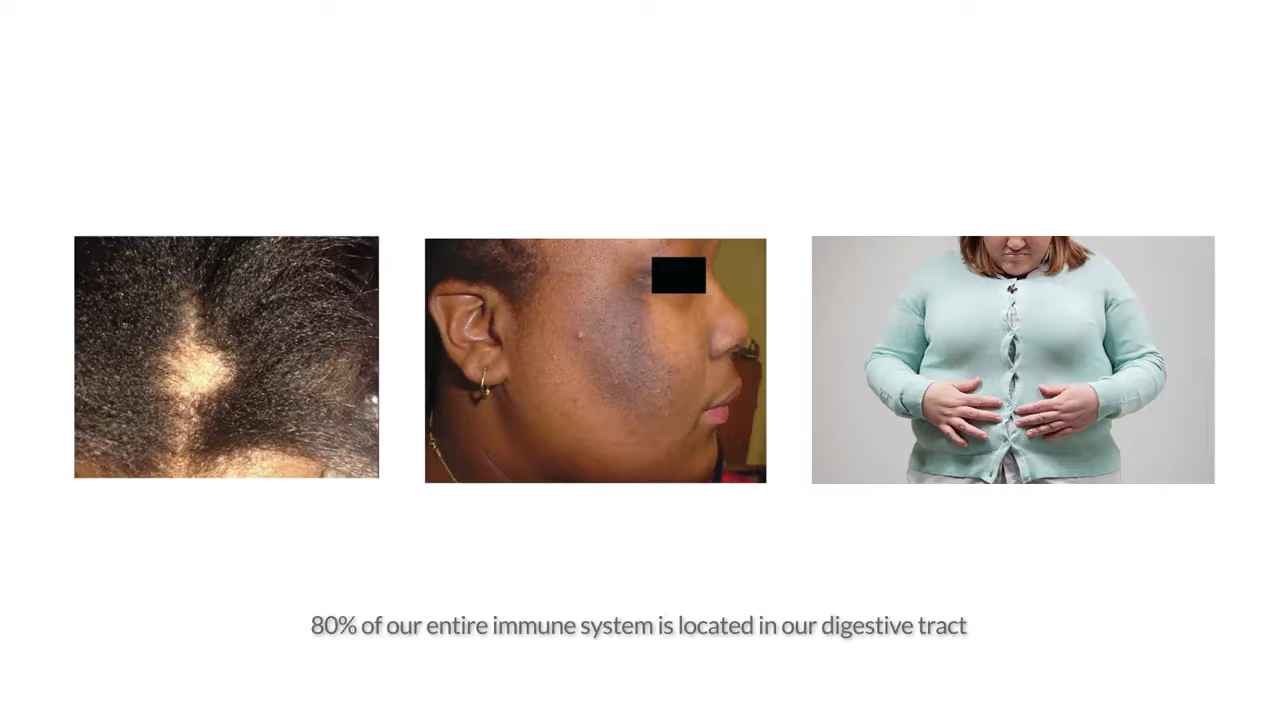 80% of our entire immune system is located in our digestive tract